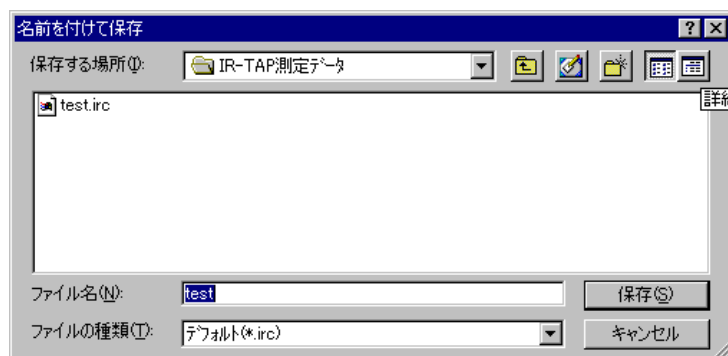 名前を付けて保存
保存する場所(I):
IR-TAP測定ﾃﾞｰﾀ
test.irc
ファイル名(N):
test
保存(S)
ファイルの種類(T):
ﾃﾞﾌｫﾙﾄ(*.irc)
キャンセル